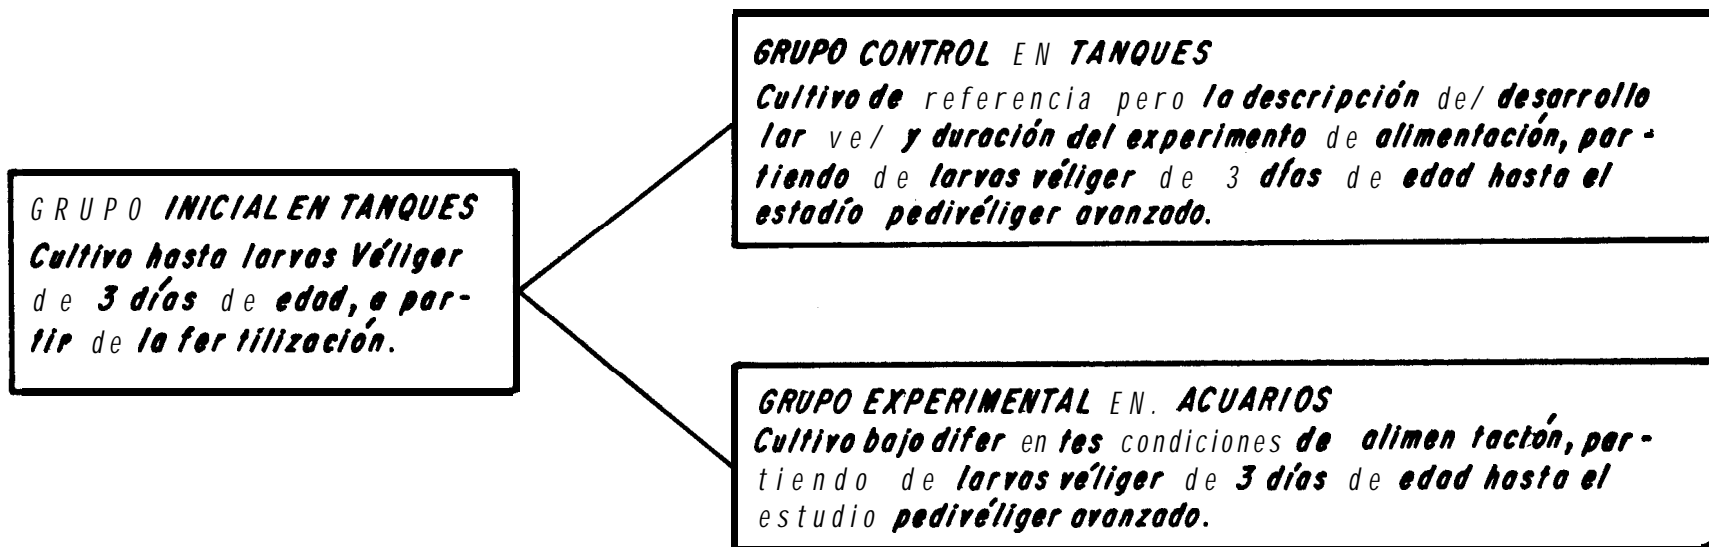 GRUPO INICIAL EN TANQUES
Cultivo hasta larvas Véliger
de 3 días de edad, a par-
tir de la fer tilización.
GRUPO CONTROL EN TANQUES
Cultivo de referencia pero la descripción de/ desarrollo
lar ve/ y duración del experimento de alimentación, par-
tiendo de larvas véliger de 3 días de edad hasta el
estadío pedivéliger avanzado.
GRUPO EXPERIMENTAL EN. ACUARIOS
Cultivo bajo difer en tes condiciones de alimen tación, par-
tiendo de larvas véliger de 3 días de edad hasta el
estudio pedivéliger avanzado.